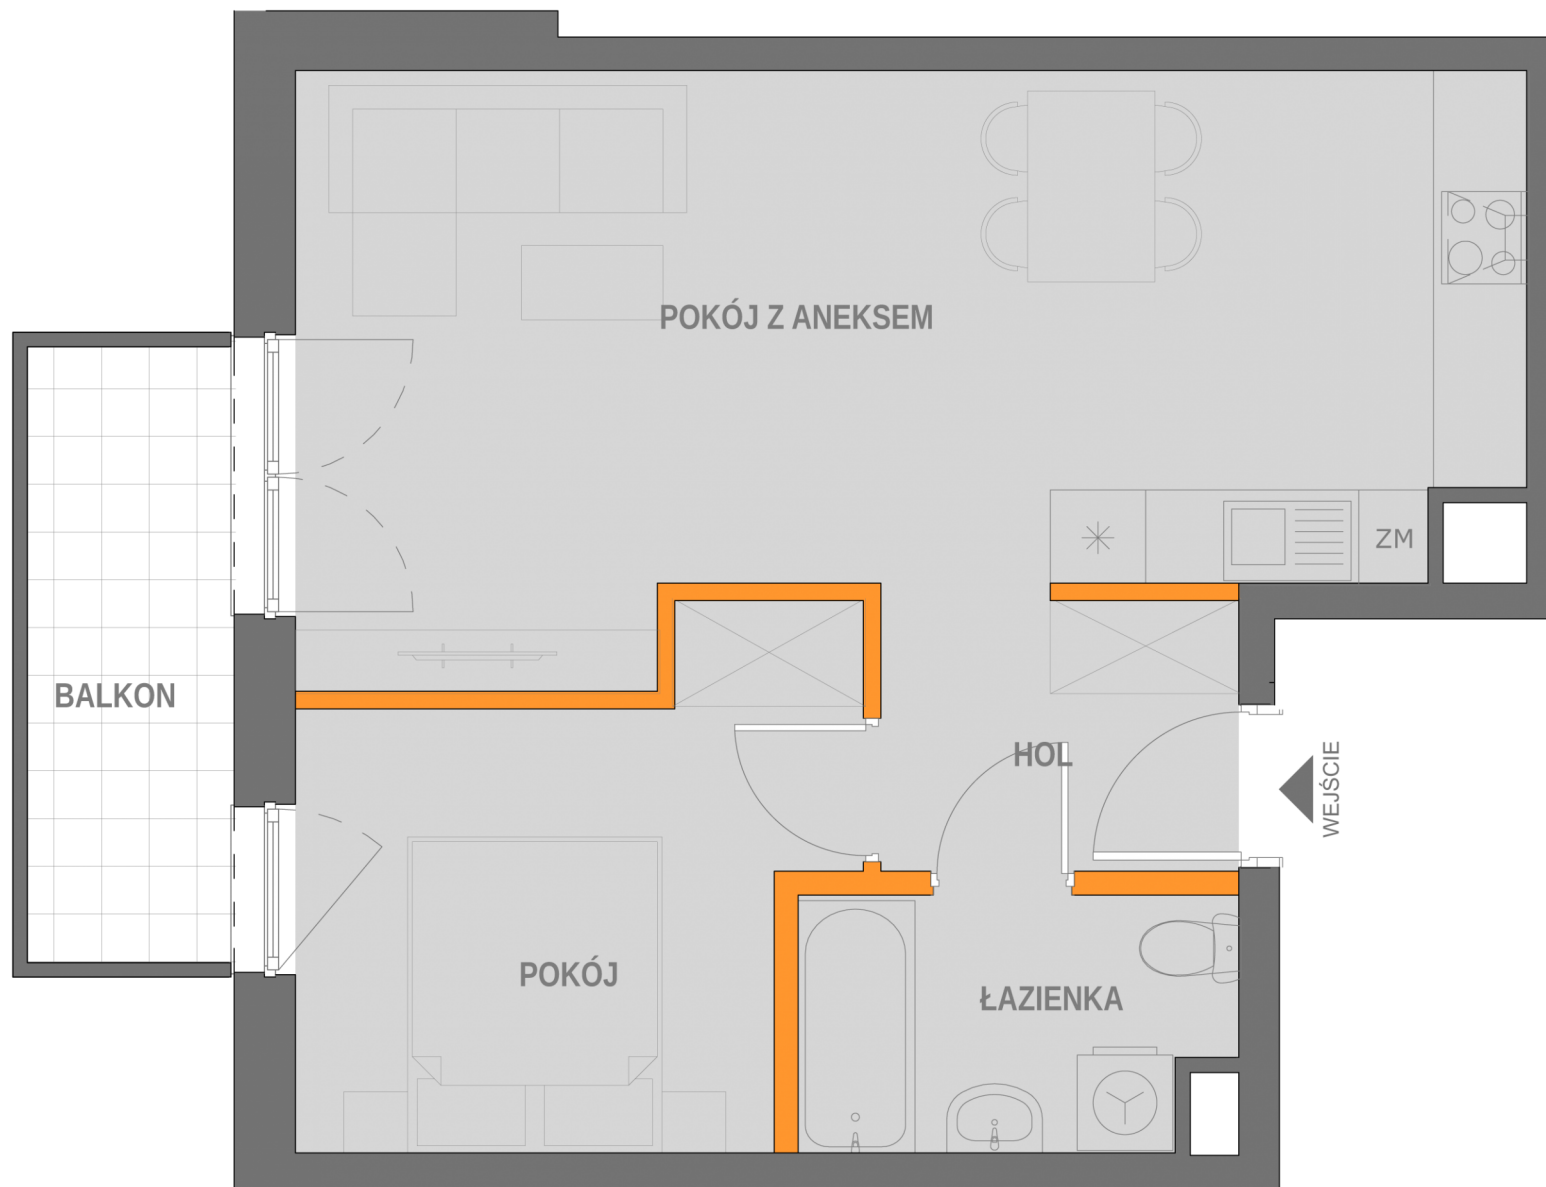 POKÓJ Z ANEKSEM
ZM
BALKON
HOL
WEJŚCIE
POKÓJ
ŁAZIENKA